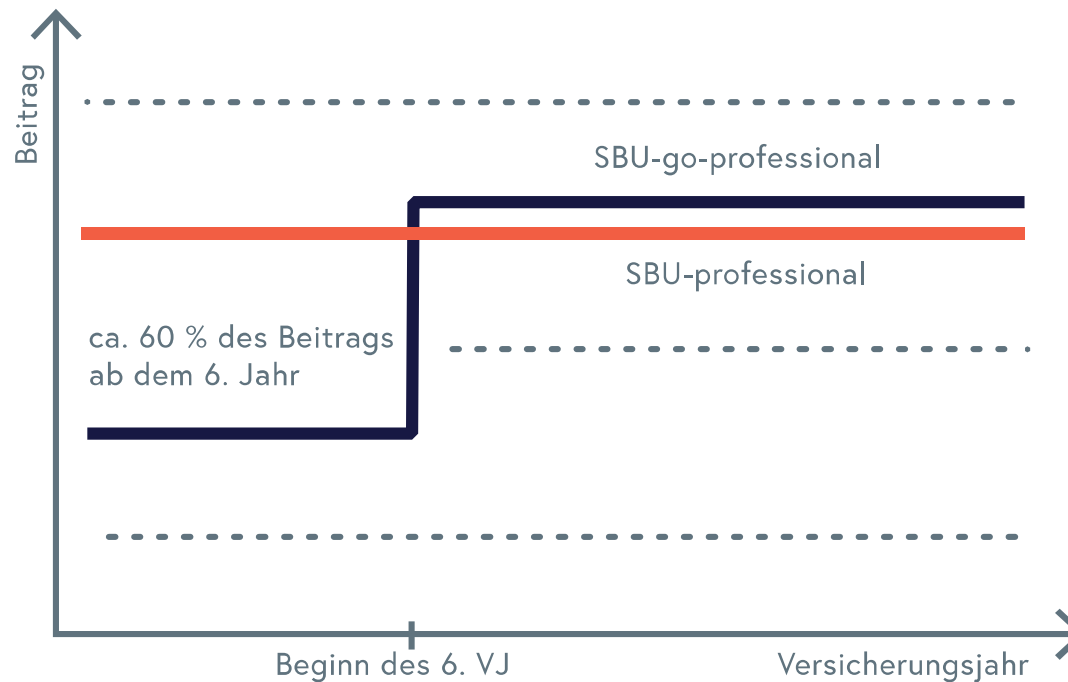 Beitrag
SBU-go-professional
SBU-professional
ca. 60 % des Beitrags
ab dem 6. Jahr
Beginn des 6. VJ
Versicherungsjahr